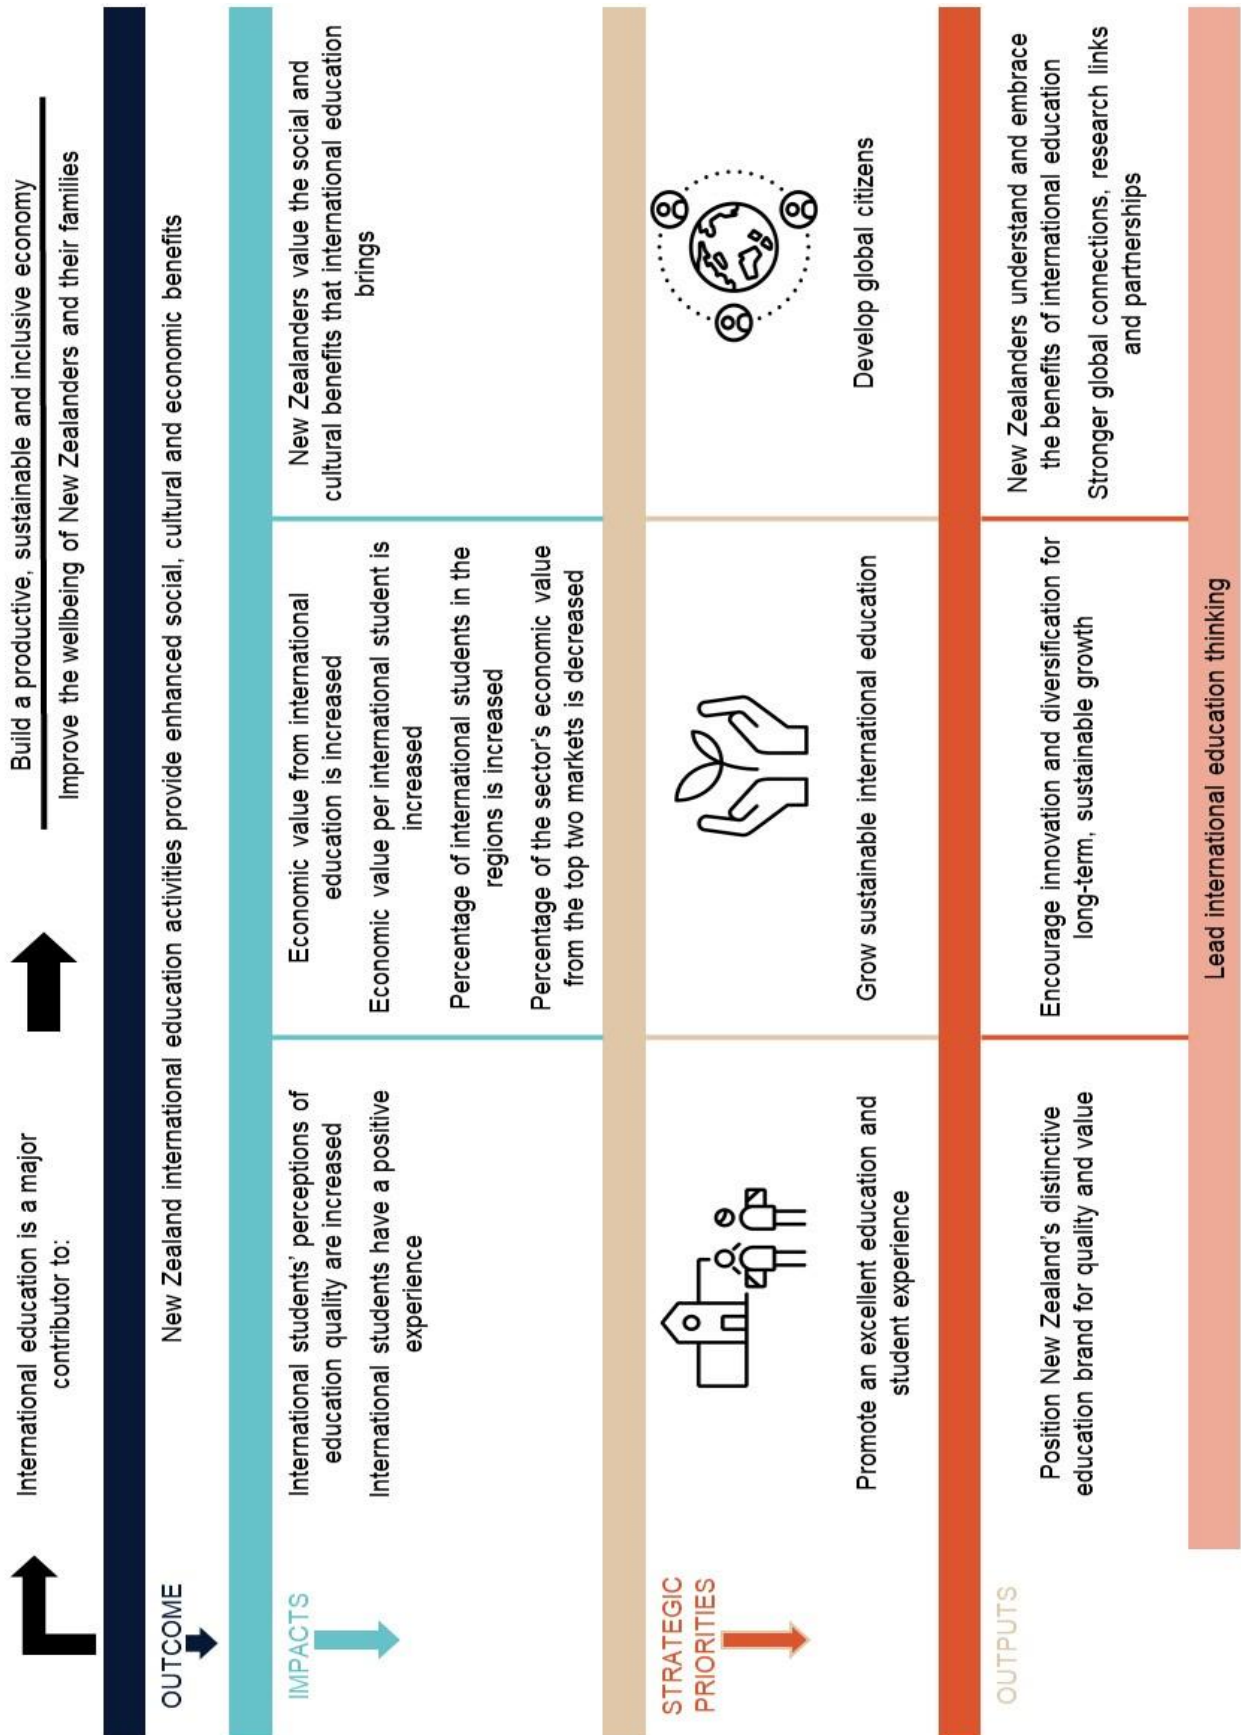 International education is a major
contributor to:
Build a productive, sustainable and inclusive economy
Improve the wellbeing of New Zealanders and their families
OUTCOME
New Zealand international education activities provide enhanced social, cultural and economic benefits
IMPACTS
International students’ perceptions of
education quality are increased
International students have a positive
experience
Economic value from international
education is increased
Economic value per international student is
increased
Percentage of international students in the
regions is increased
Percentage of the sector’s economic value
from the top two markets is decreased
New Zealanders value the social and
cultural benefits that international education
brings
STRATEGIC
PRIORITIES
Promote an excellent education and
student experience
Grow sustainable international education
Develop global citizens
OUTPUTS
Position New Zealand’s distinctive
education brand for quality and value
Encourage innovation and diversification for
long-term, sustainable growth
New Zealanders understand and embrace
the benefits of international education
Stronger global connections, research links
and partnerships
Lead international education thinking